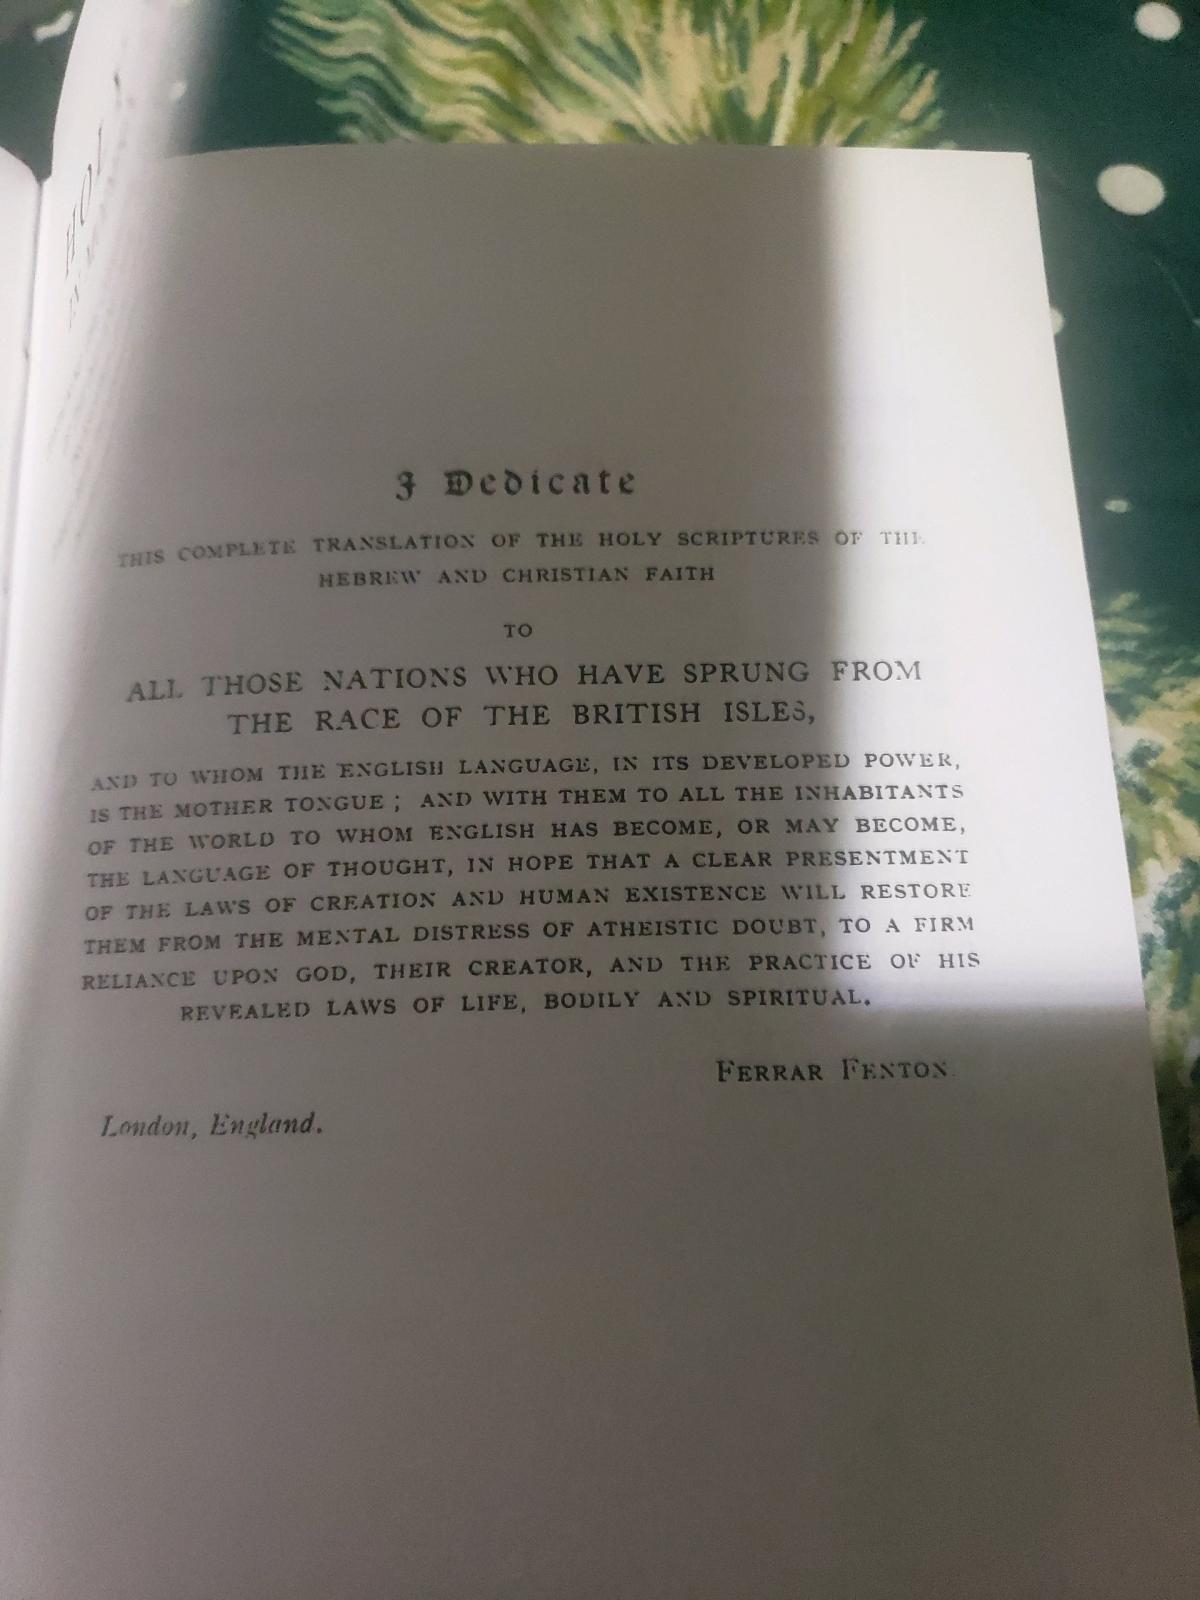 HOL
I Dedicate
THIS COMPLETE TRANSLATION OF THE HOLY SCRIPTURES OF THE
HEBREW AND CHRISTIAN FAITH
TO
ALL THOSE NATIONS WHO HAVE SPRUNG FROM
THE RACE OF THE BRITISH ISLES,
AND TO WHOM THE ENGLISH LANGUAGE, IN ITS DEVELOPED POWER,
IS THE MOTHER TONGUE ; AND WITH THEM TO ALL THE INHABITANTS
OF THE WORLD TO WHOM ENGLISH HAS BECOME, OR MAY BECOME,
THE LANGUAGE OF THOUGHT, IN HOPE THAT A CLEAR PRESENTMENT
OF THE LAWS OF CREATION AND HUMAN EXISTENCE WILL RESTORE
THEM FROM THE MENTAL DISTRESS OF ATHEISTIC DOUBT, TO A FIRM
RELIANCE UPON GOD, THEIR CREATOR, AND THE PRACTICE OF HIS
REVEALED LAWS OF LIFE, BODILY AND SPIRITUAL.
FERRAR FENTON.
London, England.